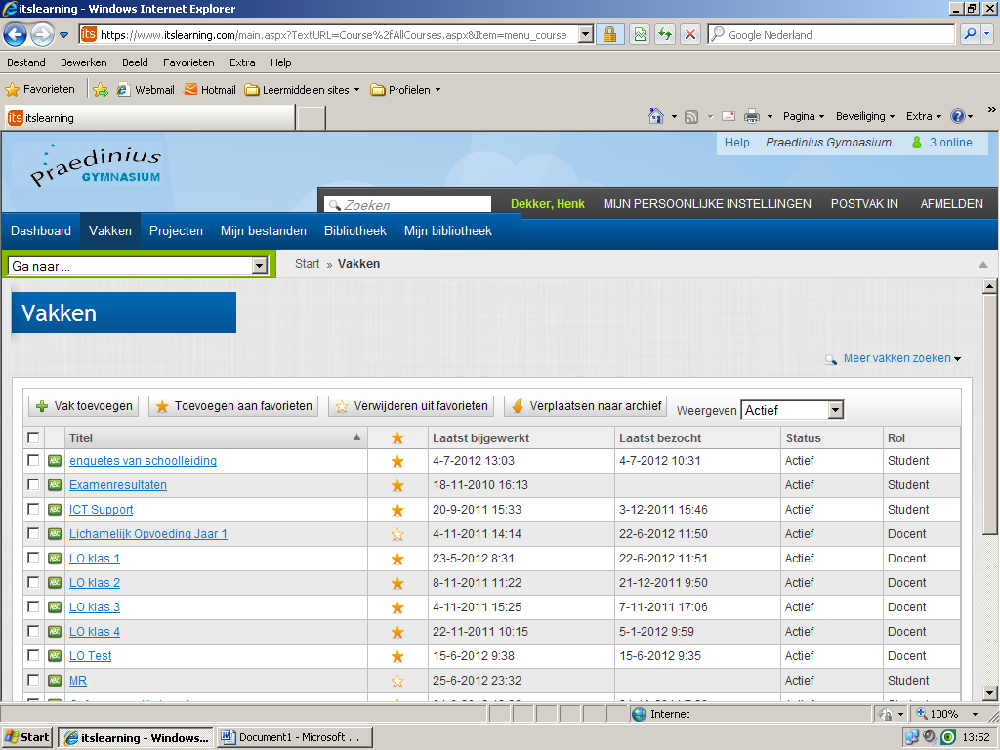 itslearning - Windows Internet Explorer
https://www.itslearning.com/main.aspx?TextURL=Course%2fAllCourses.aspx&Item=menu_course
Google Nederland
Bestand Bewerken Beeld Favorieten Extra Help
Favorieten Webmail Hotmail Leermiddelen sites Profielen
its itslearning Pagina Beveiliging Extra
Praedinius
GYMNASIUM
Help Praedinius Gymnasium 3 online
Zoeken Dekker, Henk MIJN PERSOONLIJKE INSTELLINGEN POSTVAK IN AFMELDEN
Dashboard Vakken Projecten Mijn bestanden Bibliotheek Mijn bibliotheek
Ga naar ... Start » Vakken
Vakken
Meer vakken zoeken
Vak toevoegen Toevoegen aan favorieten Verwijderen uit favorieten Verplaatsen naar archief Weergeven Actief
Titel Laatst bijgewerkt Laatst bezocht Status Rol
ABC enquetes van schoolleiding 4-7-2012 13:03 4-7-2012 10:31 Actief Student
ABC Examenresultaten 18-11-2010 16:13 Actief Student
ABC ICT Support 20-9-2011 15:33 3-12-2011 15:46 Actief Student
ABC Lichamelijk Opvoeding Jaar 1 4-11-2011 14:14 22-6-2012 11:50 Actief Docent
ABC LO klas 1 23-5-2012 8:31 22-6-2012 11:51 Actief Docent
ABC LO klas 2 8-11-2011 11:22 21-12-2011 9:50 Actief Docent
ABC LO klas 3 4-11-2011 15:25 7-11-2011 17:06 Actief Docent
ABC LO klas 4 22-11-2011 10:15 5-1-2012 9:59 Actief Docent
ABC LO Test 15-6-2012 9:38 15-6-2012 9:35 Actief Docent
ABC MR 25-6-2012 23:32 Actief Student
Internet 100%
Start itslearning - Windows... Document1 - Microsoft ... 13:52